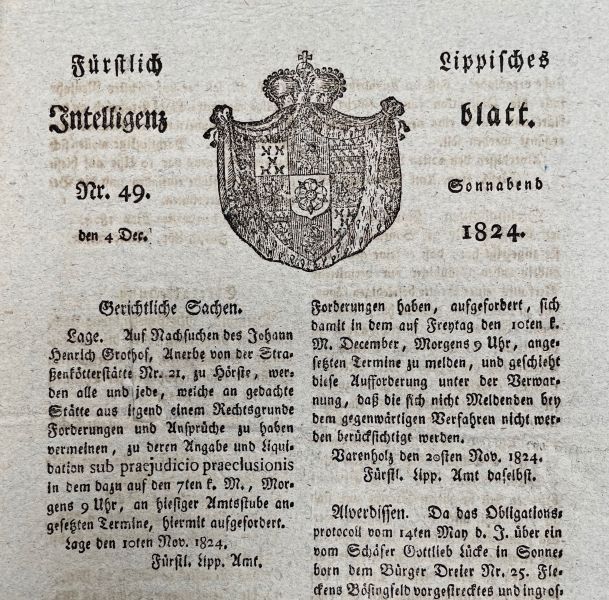 Fürstlich Lippisches
Intelligenz blatt.
Nr. 49. Sonnabend
den 4 Dec. 1824.
Gerichtliche Sachen.
Lage. Auf Nachsuchen des Johann
Henrich Grothof, Anerbe von der Stra-
ßenkötterstätte Nr. 21. zu Hörste, wer-
den alle und jede, welche an gedachte
Stätte aus irgend einem Rechtsgrunde
Forderungen und Ansprüche zu haben
vermeinen, zu deren Angabe und Liqui-
dation sub praejudicio praeclusionis
in dem dazu auf den 7ten k. M., Mor-
gens 9 Uhr, an hiesiger Amtsstube an-
gesetzten Termine, hiermit aufgefordert.
Lage den 10ten Nov. 1824.
Fürstl. Lipp. Amt.
Forderungen haben, aufgefordert, sich
damit in dem auf Freytag den 10ten k.
M. December, Morgens 9 Uhr, ange-
setzten Termine zu melden, und geschieht
diese Aufforderung unter der Verwar-
nung, daß die sich nicht Meldenden bey
dem gegenwärtigen Verfahren nicht wer-
den berücksichtigt werden.
Varenholz den 20sten Nov. 1824.
Fürstl. Lipp. Amt daselbst.
Alverdissen. Da das Obligations-
protocoll vom 14ten May d. J. über ein
vom Schäfer Gottlieb Lücke in Sonne-
born dem Bürger Dreier Nr. 25. Fle-
ckens Bösingfeld vorgestrecktes und ingros-